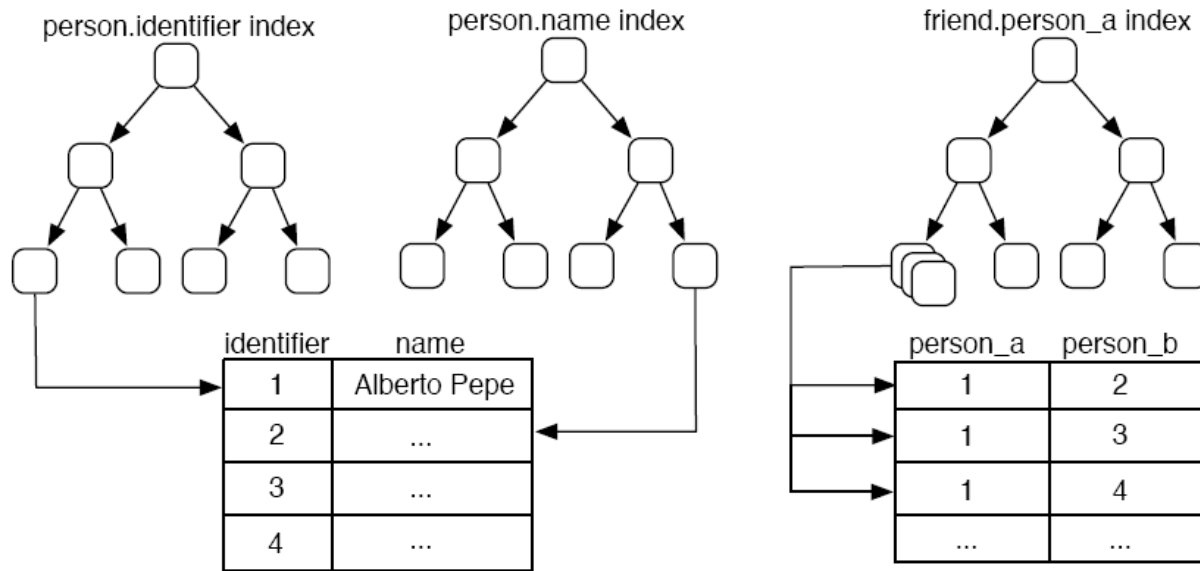 person.identifier index
person.name index
friend.person_a index
identifier name
1 Alberto Pepe
2 ...
3 ...
4 ...
person_a person_b
1 2
1 3
1 4
... ...